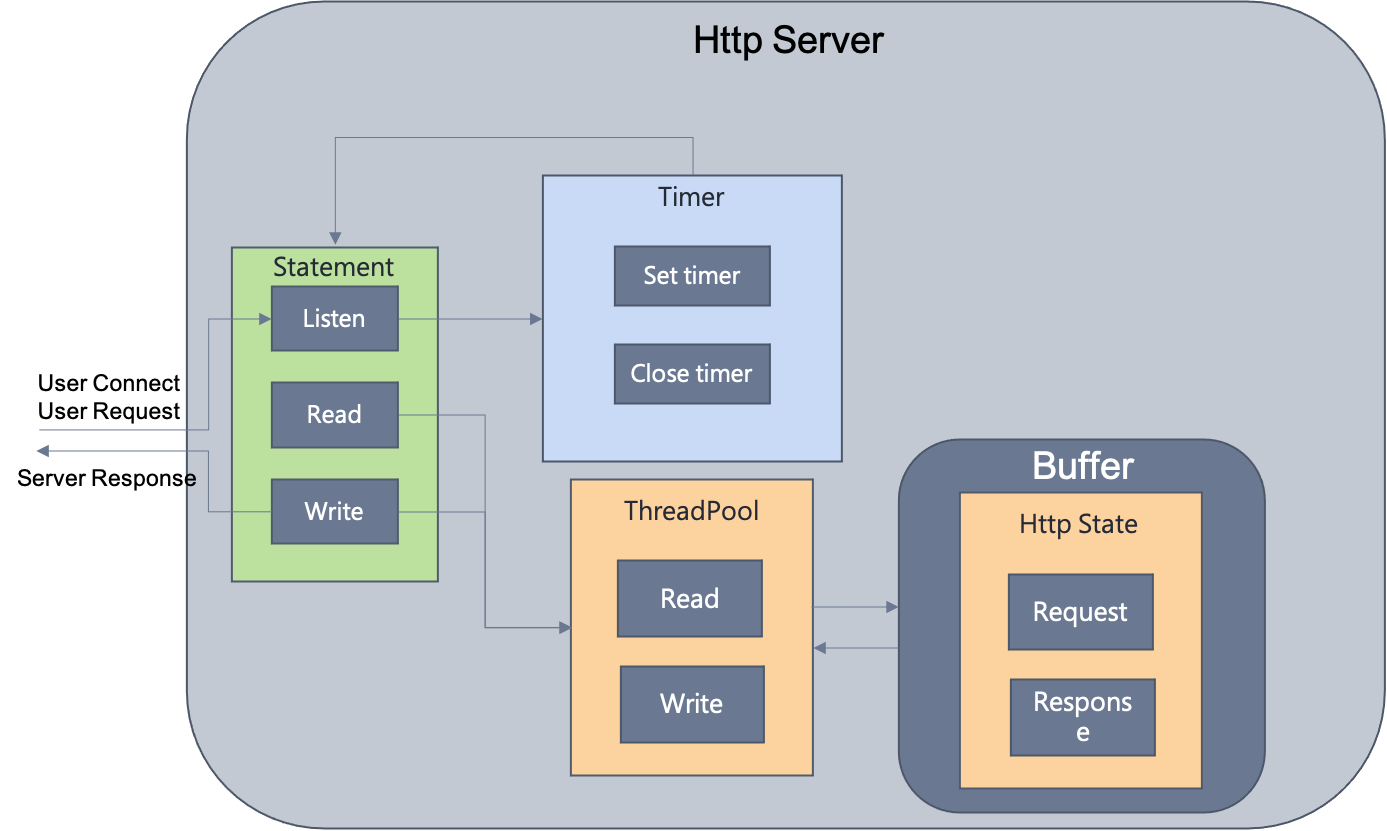 Http Server
Timer
Set timer
Close timer
Statement
Listen
Read
Write
User Connect
User Request
Server Response
ThreadPool
Read
Write
Buffer
Http State
Request
Respons
e